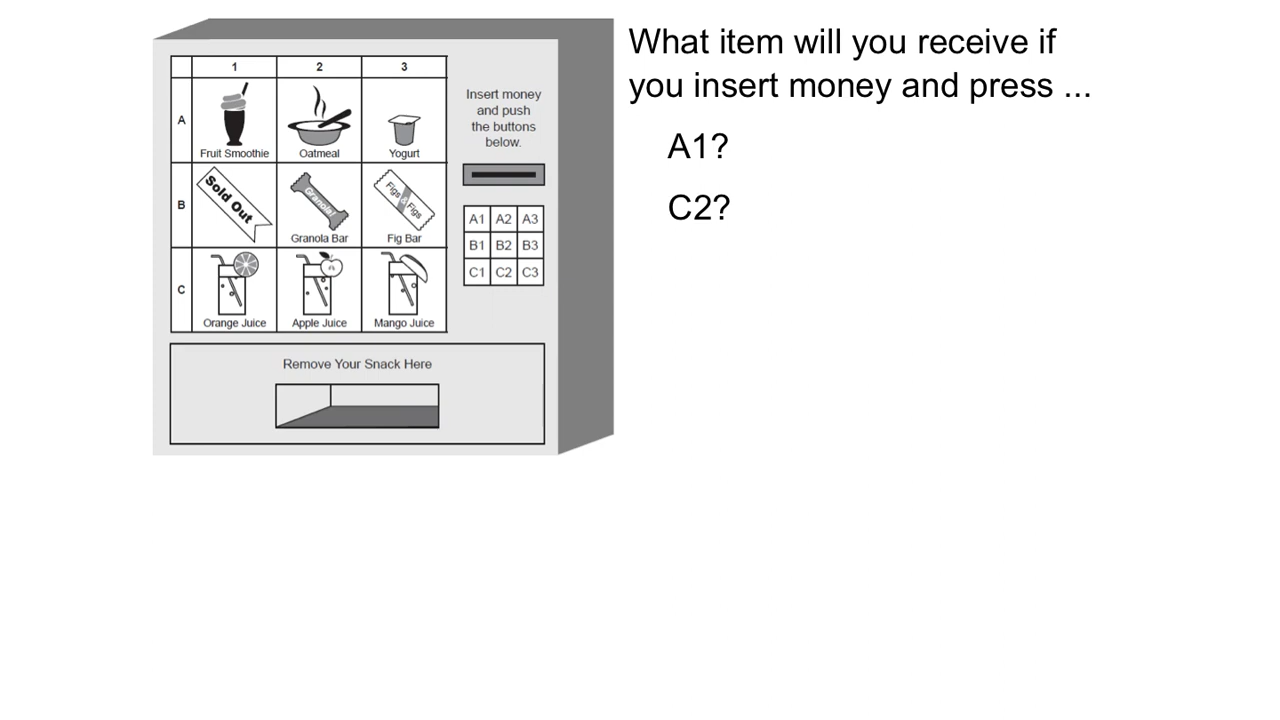 What item will you receive if
you insert money and press ...
A1?
C2?
1 2 3
A
Fruit Smoothie Oatmeal Yogurt
B
Sold Out
Granola!
Figs & Figs
Granola Bar Fig Bar
C
Orange Juice Apple Juice Mango Juice
Insert money
and push
the buttons
below.
A1 A2 A3
B1 B2 B3
C1 C2 C3
Remove Your Snack Here